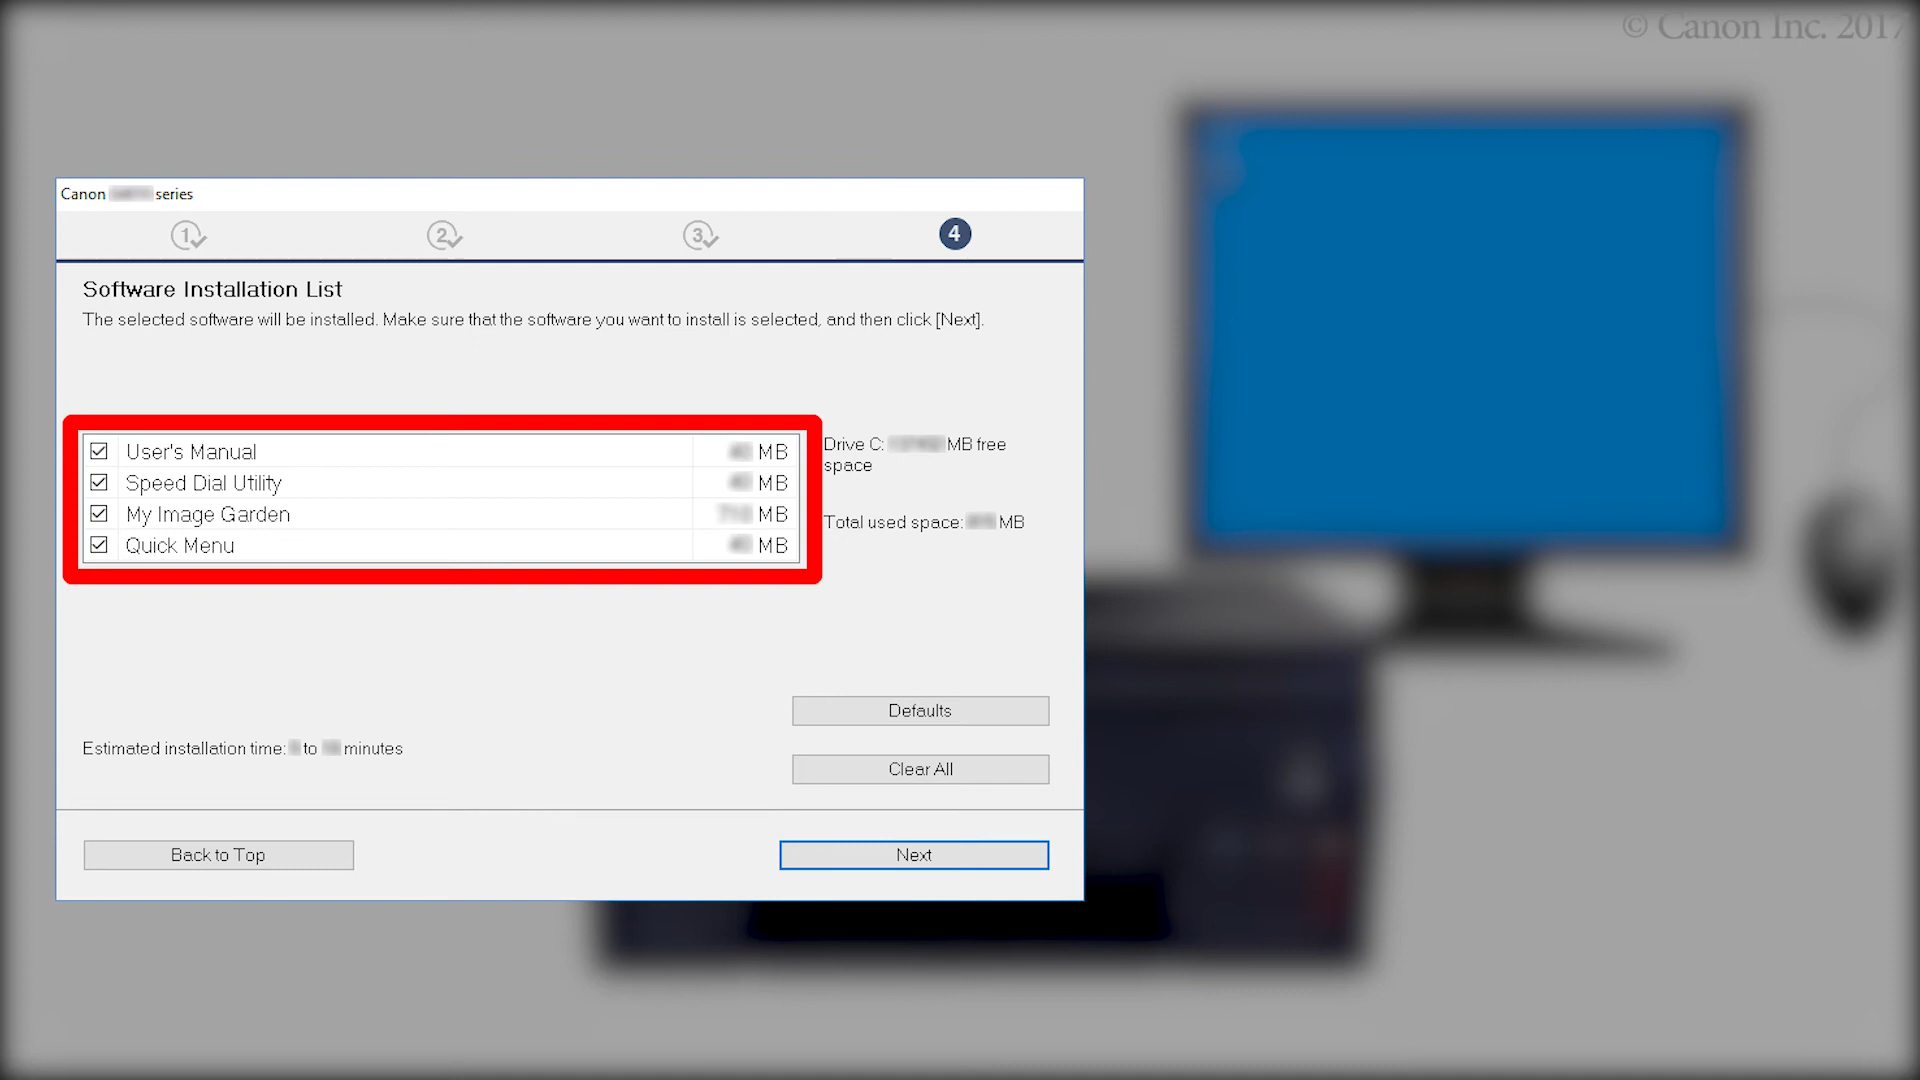 © Canon Inc. 2017
Canon series
1 2 3 4
Software Installation List
The selected software will be installed. Make sure that the software you want to install is selected, and then click [Next].
User's Manual MB
Speed Dial Utility MB
My Image Garden MB
Quick Menu MB
Drive C: MB free
space
Total used space: MB
Defaults
Estimated installation time: to minutes
Clear All
Back to Top
Next